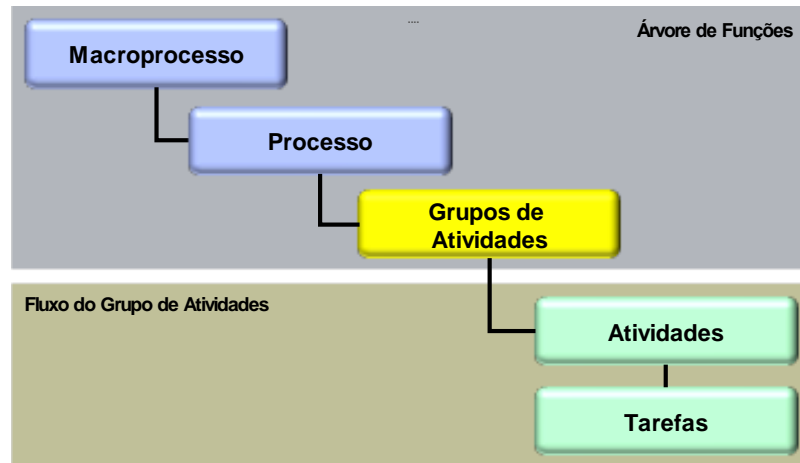 ....
Árvore de Funções
Macroprocesso
Processo
Grupos de
Atividades
Fluxo do Grupo de Atividades
Atividades
Tarefas